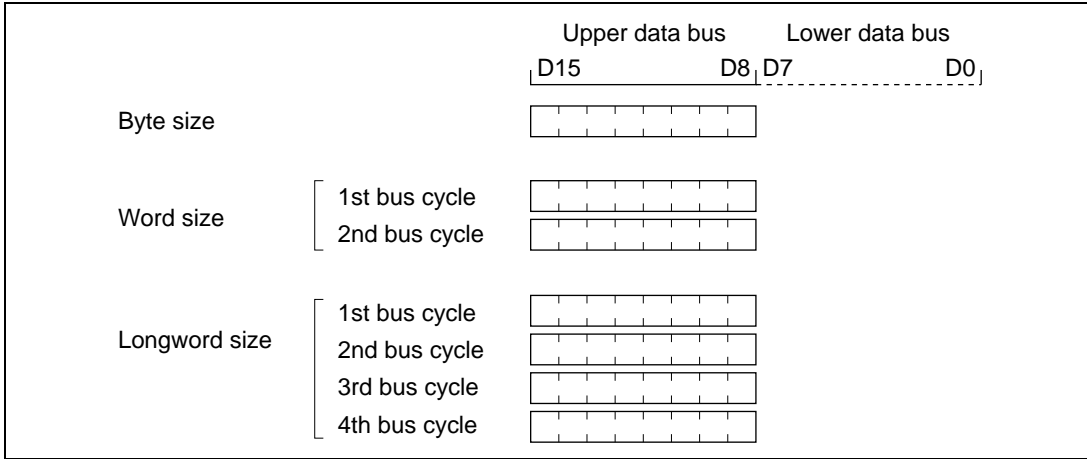 Upper data bus Lower data bus
D15 D8 D7 D0
Byte size
1st bus cycle
Word size
2nd bus cycle
1st bus cycle
Longword size
2nd bus cycle
3rd bus cycle
4th bus cycle